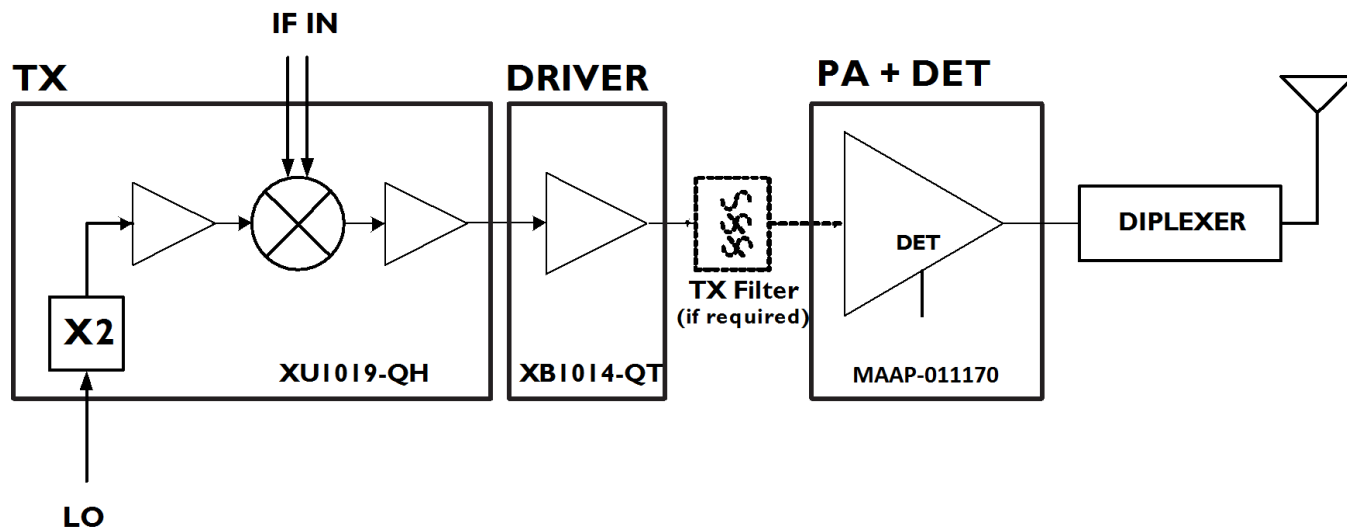 IF IN
TX
DRIVER
PA + DET
DET
DIPLEXER
TX Filter
(if required)
X2
XU1019-QH
XB1014-QT
MAAP-011170
LO